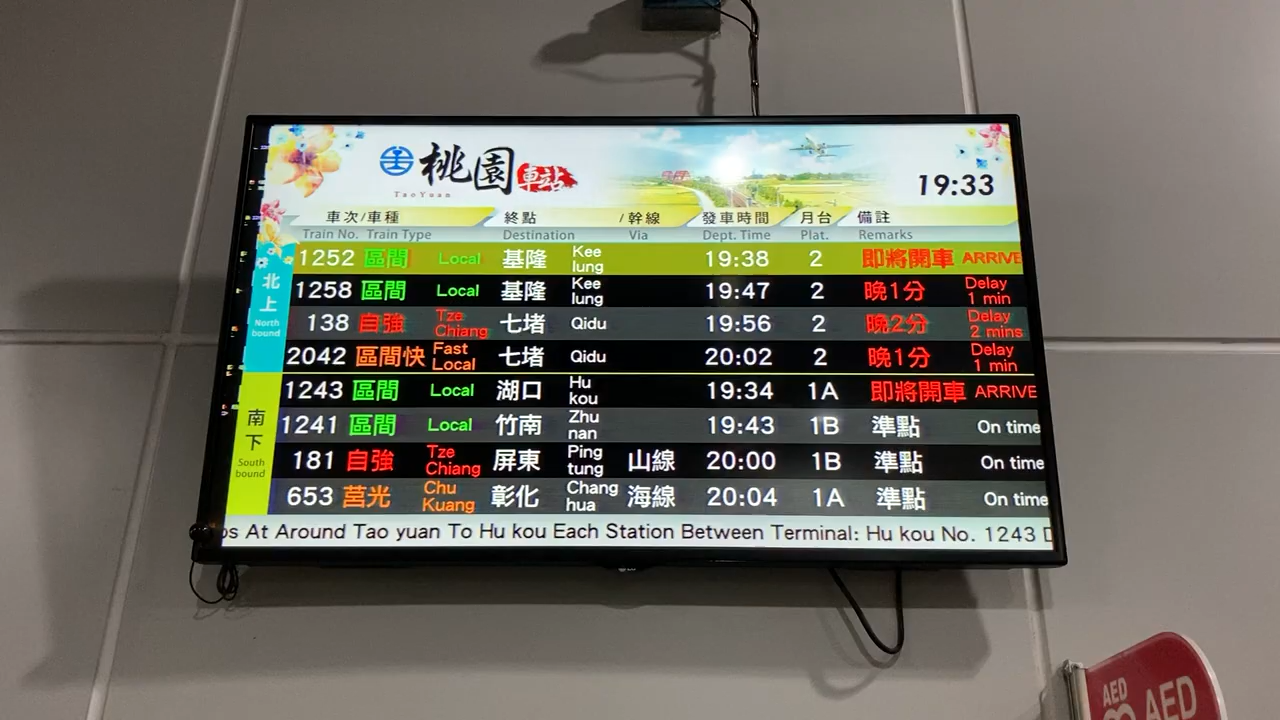 桃園車站
TaoYuan
19:33
車次/車種 終點 /幹線 發車時間 月台 備註
Train No. Train Type Destination Via Dept. Time Plat. Remarks
北上
North bound
1252 區間 Local 基隆 Kee lung 19:38 2 即將開車 ARRIVE
1258 區間 Local 基隆 Kee lung 19:47 2 晚1分 Delay 1 min
138 自強 Tze Chiang 七堵 Qidu 19:56 2 晚2分 Delay 2 mins
2042 區間快 Fast Local 七堵 Qidu 20:02 2 晚1分 Delay 1 min
南下
South bound
1243 區間 Local 湖口 Hu kou 19:34 1A 即將開車 ARRIVE
1241 區間 Local 竹南 Zhu nan 19:43 1B 準點 On time
181 自強 Tze Chiang 屏東 Ping tung 山線 20:00 1B 準點 On time
653 莒光 Chu Kuang 彰化 Chang hua 海線 20:04 1A 準點 On time
At Around Tao yuan To Hu kou Each Station Between Terminal: Hu kou No. 1243
AED
AED